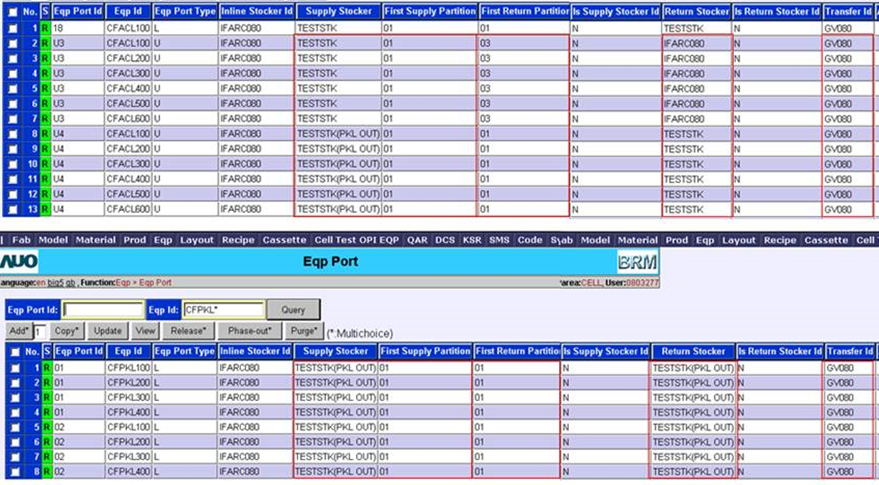 No. S Eqp Port Id Eqp Id Eqp Port Type Inline Stocker Id Supply Stocker First Supply Partition First Return Partition Is Supply Stocker Id Return Stocker Is Return Stocker Id Transfer Id
1 R 18 CFACL100 L IFARC080 TESTSTK 01 01 N TESTSTK N GV080
2 R U3 CFACL100 U IFARC080 TESTSTK 01 03 N IFARC080 N GV080
3 R U3 CFACL200 U IFARC080 TESTSTK 01 03 N IFARC080 N GV080
4 R U3 CFACL300 U IFARC080 TESTSTK 01 03 N IFARC080 N GV080
5 R U3 CFACL400 U IFARC080 TESTSTK 01 03 N IFARC080 N GV080
6 R U3 CFACL500 U IFARC080 TESTSTK 01 03 N IFARC080 N GV080
7 R U3 CFACL600 U IFARC080 TESTSTK 01 03 N IFARC080 N GV080
8 R U4 CFACL100 U IFARC080 TESTSTK(PKL OUT) 01 01 N TESTSTK N GV080
9 R U4 CFACL200 U IFARC080 TESTSTK(PKL OUT) 01 01 N TESTSTK N GV080
10 R U4 CFACL300 U IFARC080 TESTSTK(PKL OUT) 01 01 N TESTSTK N GV080
11 R U4 CFACL400 U IFARC080 TESTSTK(PKL OUT) 01 01 N TESTSTK N GV080
12 R U4 CFACL500 U IFARC080 TESTSTK(PKL OUT) 01 01 N TESTSTK N GV080
13 R U4 CFACL600 U IFARC080 TESTSTK(PKL OUT) 01 01 N TESTSTK N GV080
| Fab Model Material Prod Eqp Layout Recipe Cassette Cell Test OPI EQP QAR DCS KSR SMS Code Model Material Prod Eqp Layout Recipe Cassette Cell
AUO Eqp Port BRM
anguage:en big5 gb , Function:Eqp > Eqp Port area:CELL, User:0803277
Eqp Port Id: Eqp Id: CFPKL* Query
Add* 1 Copy* Update View Release* Phase-out* Purge* (*:Multichoice)
No. S Eqp Port Id Eqp Id Eqp Port Type Inline Stocker Id Supply Stocker First Supply Partition First Return Partition Is Supply Stocker Id Return Stocker Is Return Stocker Id Transfer Id
1 R 01 CFPKL100 L IFARC080 TESTSTK(PKL OUT) 01 01 N TESTSTK(PKL OUT) N GV080
2 R 01 CFPKL200 L IFARC080 TESTSTK(PKL OUT) 01 01 N TESTSTK(PKL OUT) N GV080
3 R 01 CFPKL300 L IFARC080 TESTSTK(PKL OUT) 01 01 N TESTSTK(PKL OUT) N GV080
4 R 01 CFPKL400 L IFARC080 TESTSTK(PKL OUT) 01 01 N TESTSTK(PKL OUT) N GV080
5 R 02 CFPKL100 L IFARC080 TESTSTK(PKL OUT) 01 01 N TESTSTK(PKL OUT) N GV080
6 R 02 CFPKL200 L IFARC080 TESTSTK(PKL OUT) 01 01 N TESTSTK(PKL OUT) N GV080
7 R 02 CFPKL300 L IFARC080 TESTSTK(PKL OUT) 01 01 N TESTSTK(PKL OUT) N GV080
8 R 02 CFPKL400 L IFARC080 TESTSTK(PKL OUT) 01 01 N TESTSTK(PKL OUT) N GV080